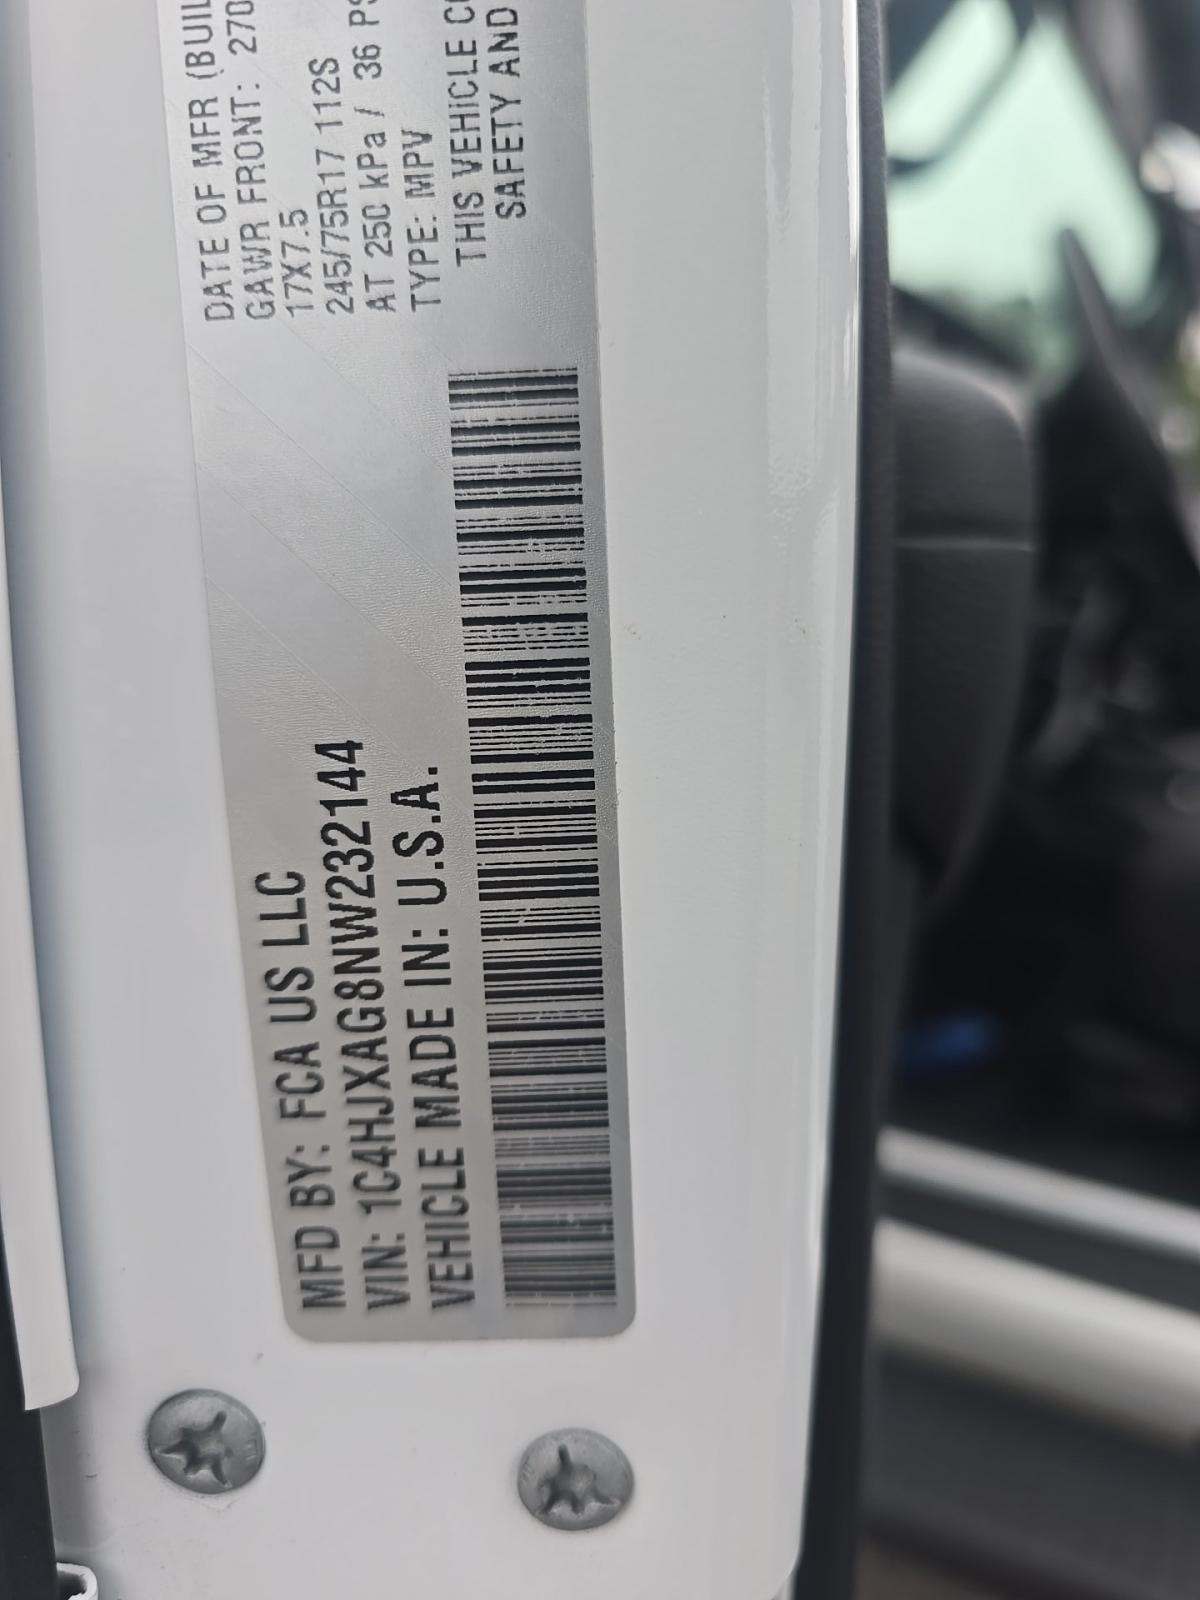 MFD BY: FCA US LLC
VIN: 1C4HJXAG8NW232144
VEHICLE MADE IN: U.S.A.
DATE OF MFR (BUIL
GAWR FRONT: 270
17X7.5
245/75R17 112S
AT 250 kPa / 36 PS
TYPE: MPV
THIS VEHICLE C
SAFETY AND